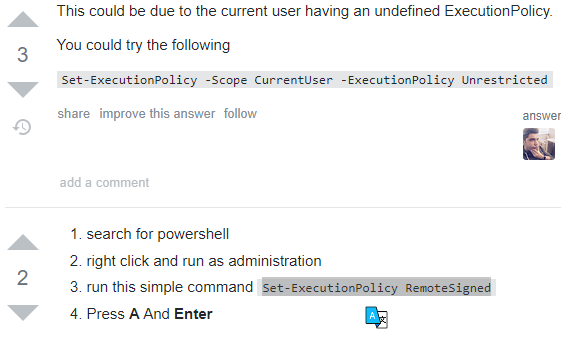 This could be due to the current user having an undefined ExecutionPolicy.
3
You could try the following
Set-ExecutionPolicy -Scope CurrentUser -ExecutionPolicy Unrestricted
share improve this answer follow
answer
add a comment
1. search for powershell
2. right click and run as administration
2
3. run this simple command Set-ExecutionPolicy RemoteSigned
4. Press A And Enter
A 文